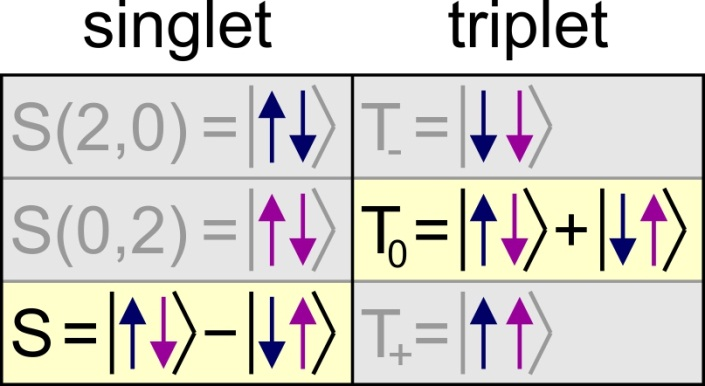 singlet triplet
S(2,0) = |↑↓⟩ T₋ = |↓↓⟩
S(0,2) = |↑↓⟩ T₀ = |↑↓⟩ + |↓↑⟩
S = |↑↓⟩ − |↓↑⟩ T₊ = |↑↑⟩